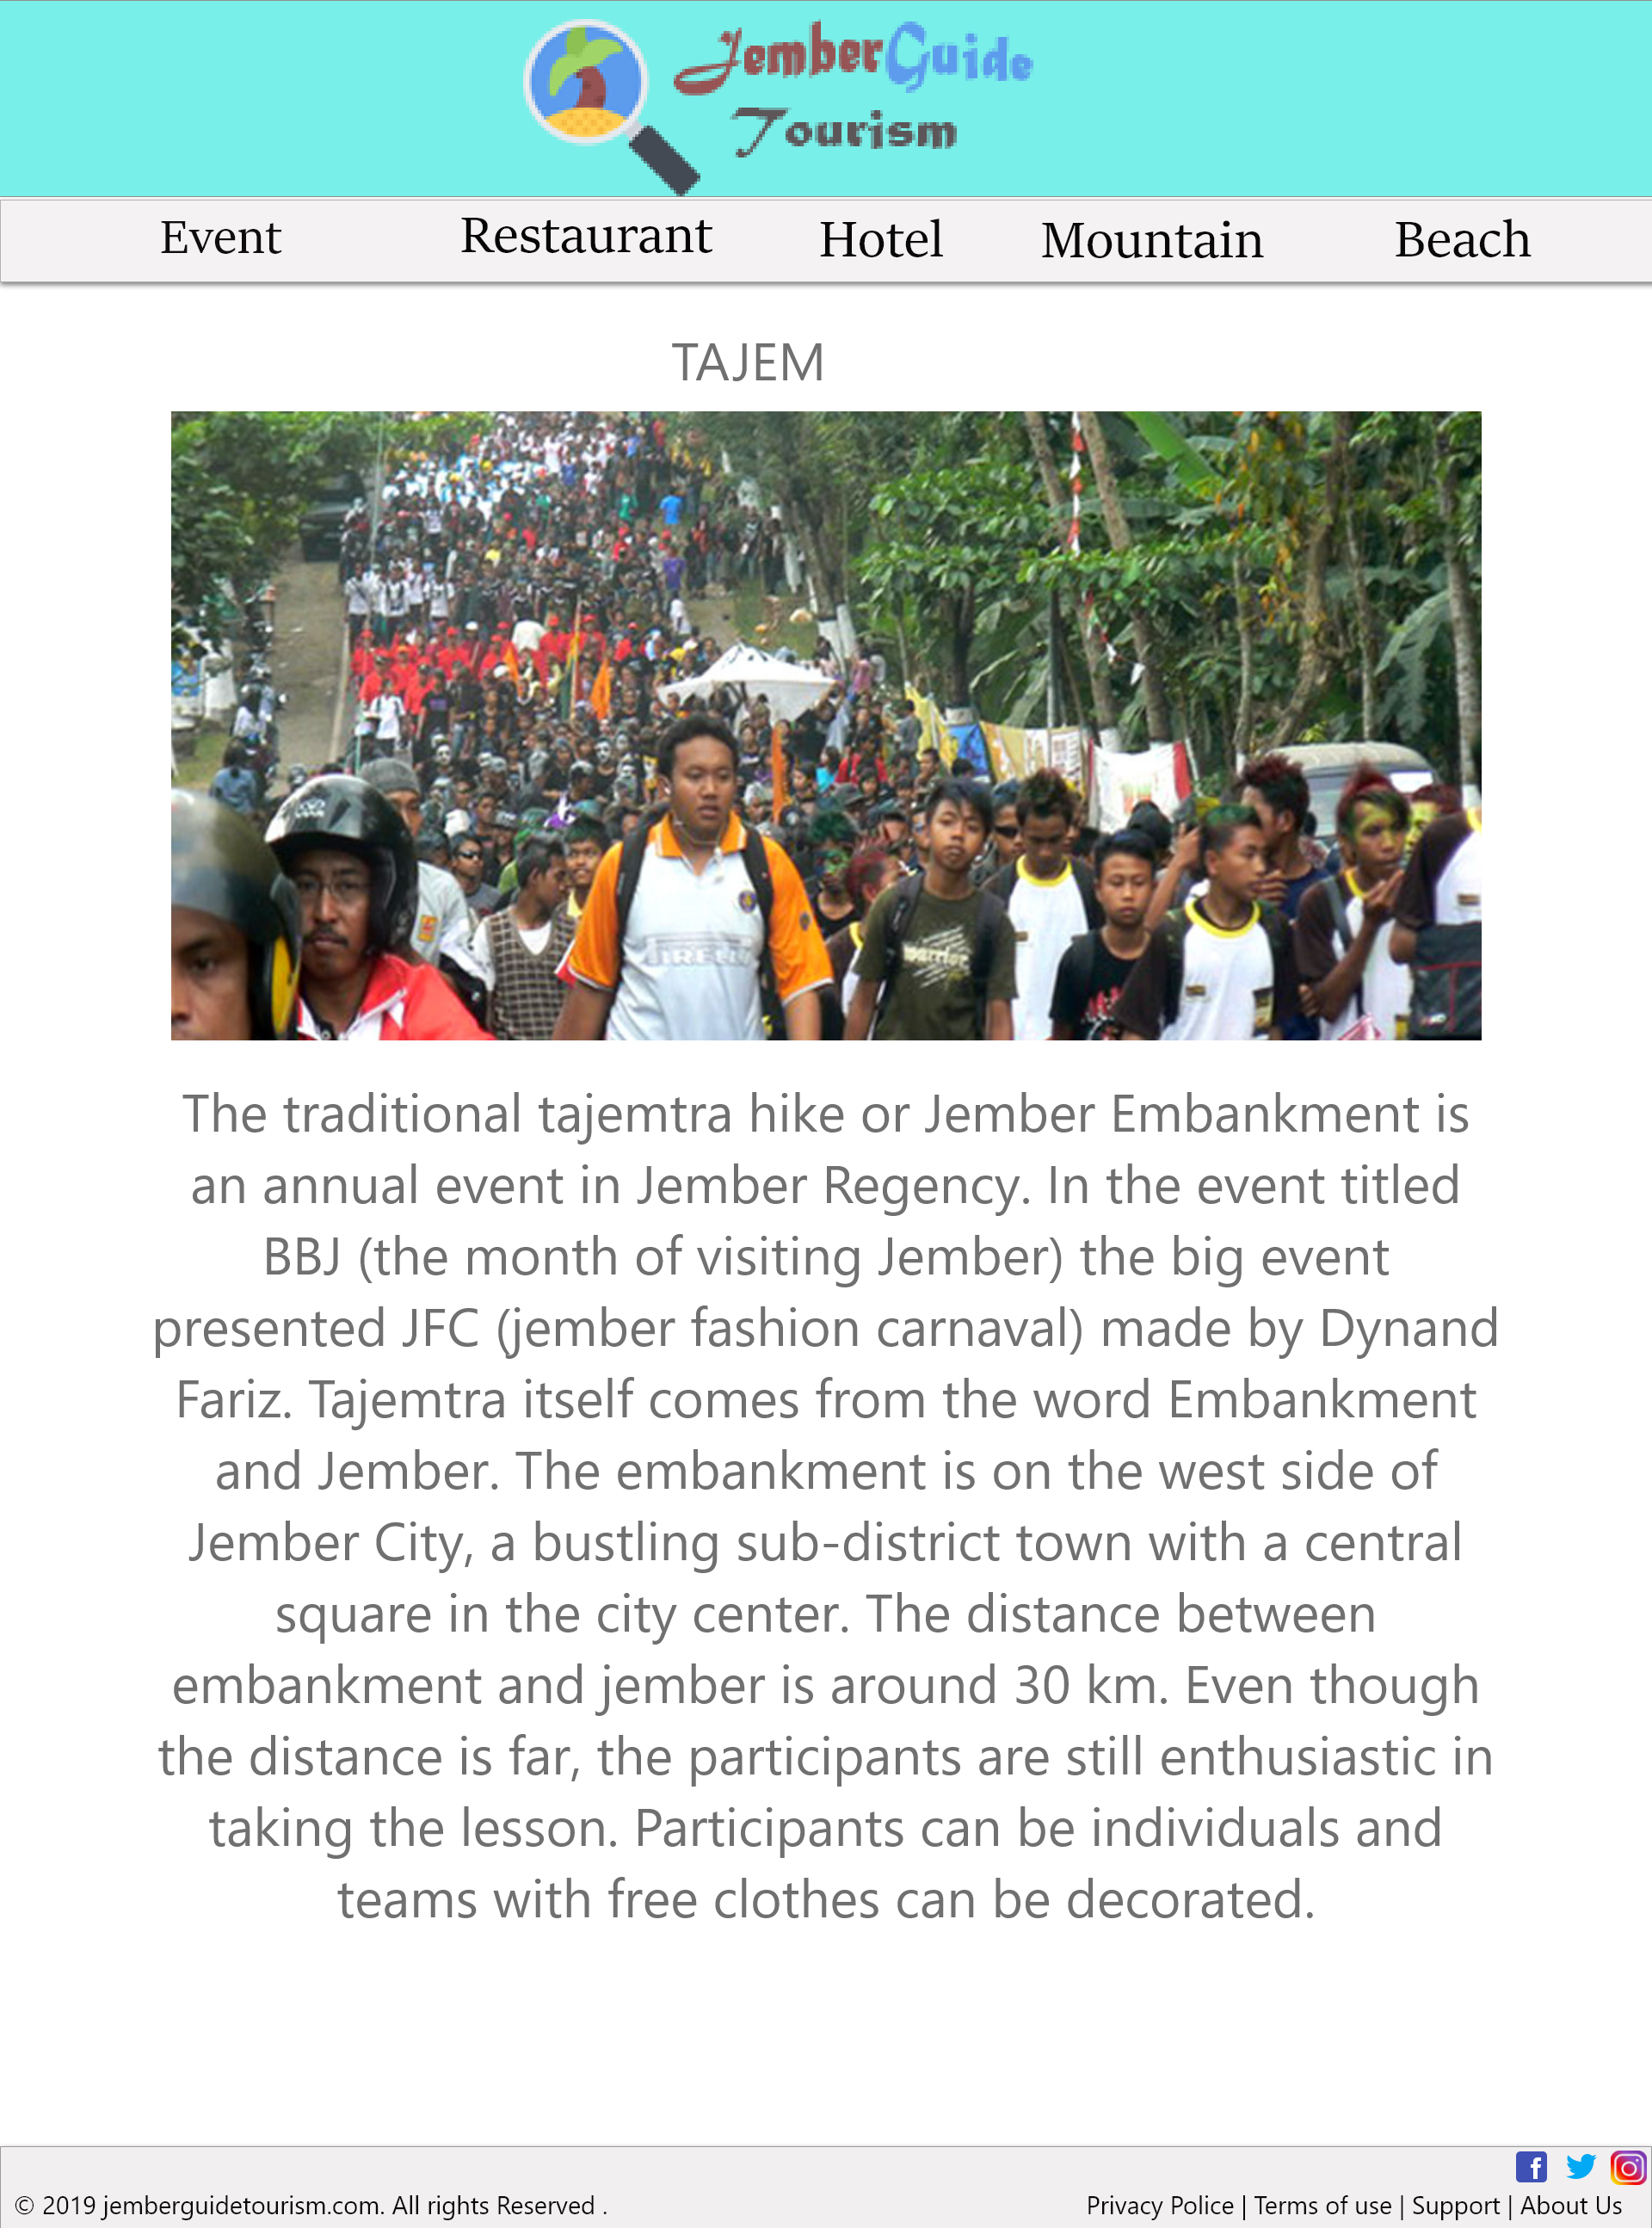 JemberGuide
Tourism
Event Restaurant Hotel Mountain Beach
TAJEM
PIRELLI
warrior
The traditional tajemtra hike or Jember Embankment is
an annual event in Jember Regency. In the event titled
BBJ (the month of visiting Jember) the big event
presented JFC (jember fashion carnaval) made by Dynand
Fariz. Tajemtra itself comes from the word Embankment
and Jember. The embankment is on the west side of
Jember City, a bustling sub-district town with a central
square in the city center. The distance between
embankment and jember is around 30 km. Even though
the distance is far, the participants are still enthusiastic in
taking the lesson. Participants can be individuals and
teams with free clothes can be decorated.
© 2019 jemberguidetourism.com. All rights Reserved .
Privacy Police | Terms of use | Support | About Us